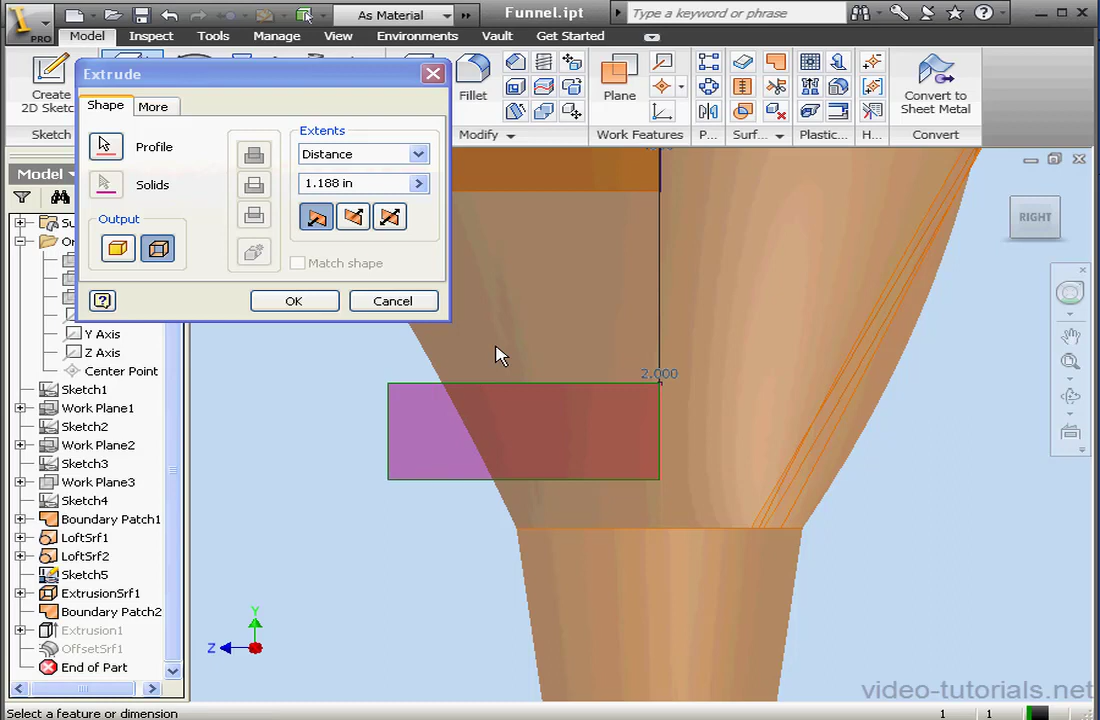 PRO
As Material
Funnel.ipt
Type a keyword or phrase
Model Inspect Tools Manage View Environments Vault Get Started
Create
2D Sketc
Fillet
Plane
Convert to
Sheet Metal
Sketch
Modify
Work Features
P...
Surf...
Plastic...
H...
Convert
Extrude
Shape
More
Profile
Solids
Output
Extents
Distance
1.188 in
Match shape
OK
Cancel
Model
Su
Or
Y Axis
Z Axis
Center Point
Sketch1
Work Plane1
Sketch2
Work Plane2
Sketch3
Work Plane3
Sketch4
Boundary Patch1
LoftSrf1
LoftSrf2
Sketch5
ExtrusionSrf1
Boundary Patch2
Extrusion1
OffsetSrf1
End of Part
2.000
RIGHT
Y
Z
video-tutorials.net
Select a feature or dimension
1
1